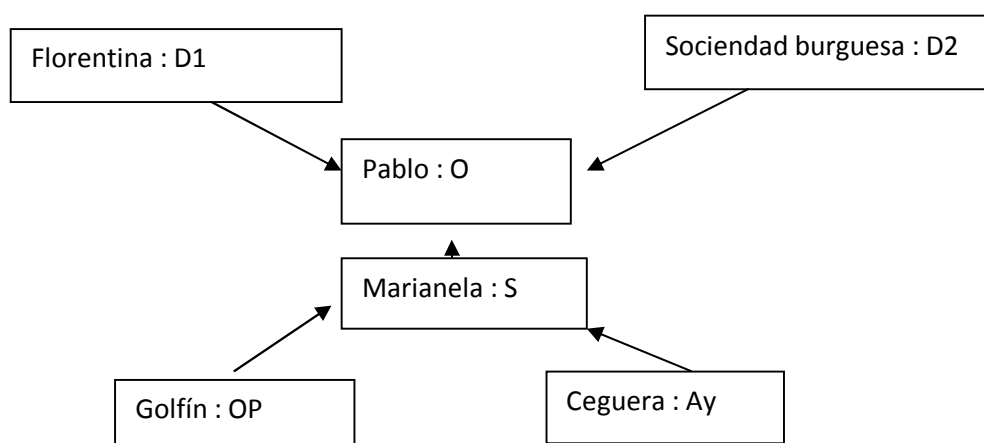 Florentina : D1
Sociendad burguesa : D2
Pablo : O
Marianela : S
Golfín : OP
Ceguera : Ay